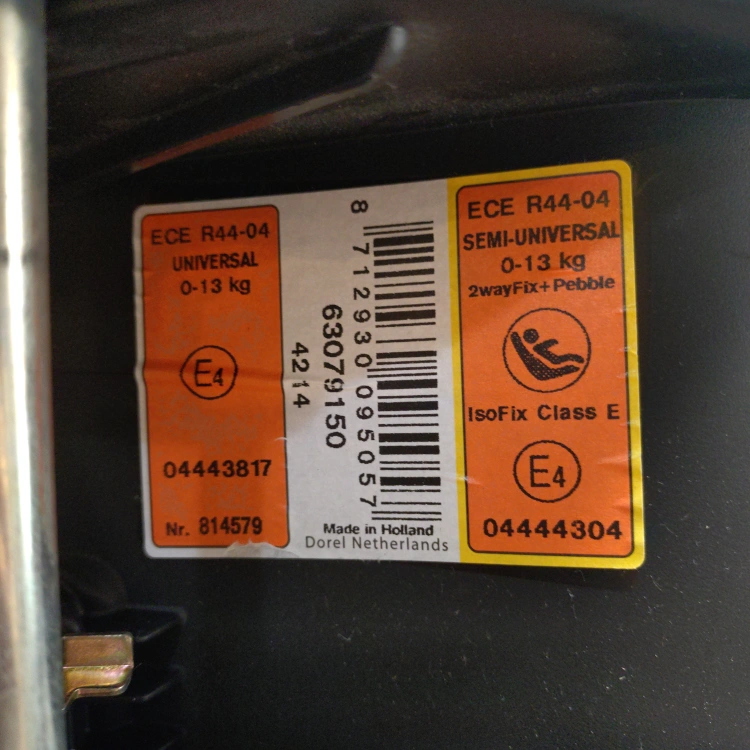 ECE R44-04
UNIVERSAL
0-13 kg
E4
04443817
Nr. 814579
4214
63079150
8 712930 095057
Made in Holland
Dorel Netherlands
ECE R44-04
SEMI-UNIVERSAL
0-13 kg
2wayFix+Pebble
IsoFix Class E
E4
04444304